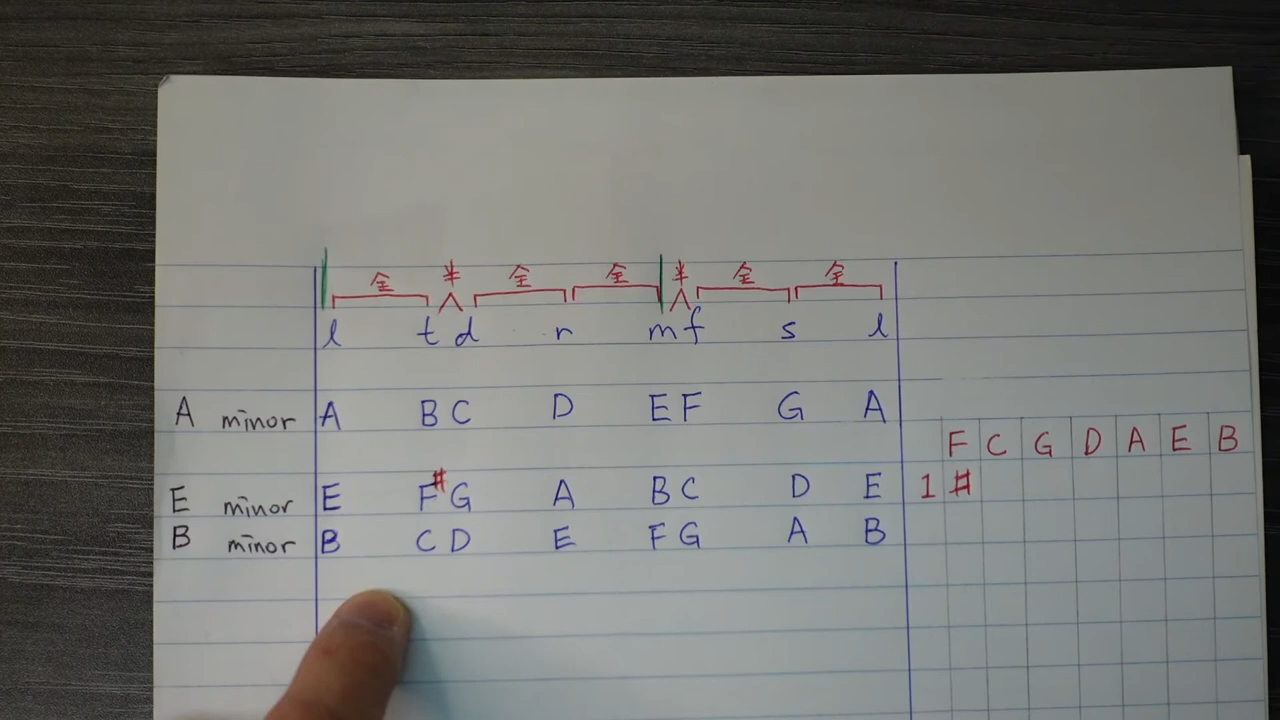 全 半 全 全 半 全 全
l t d r m f s l
A minor A B C D E F G A
F C G D A E B
E minor E F# G A B C D E 1 #
B minor B C D E F G A B